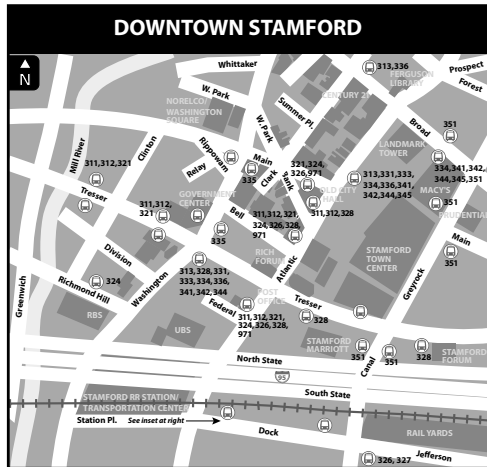 DOWNTOWN STAMFORD
N
Whittaker
313,336
FERGUSON
LIBRARY
Prospect
Forest
W. Park
NORELCO/
WASHINGTON
SQUARE
CENTURY 21
Summer Pl.
W. Park
Broad
351
Mill River
Clinton
Rippowam
Main
335
Relay
Clark
Bank
LANDMARK
TOWER
334,341,342,
344,345,351
311,312,321
321,324,
326,971
313,331,333,
334,336,341,
342,344,345
MACY'S
351
PRUDENTIAL
Tresser
GOVERNMENT
CENTER
OLD CITY
HALL
311,312,328
311,312,
321
Bell
311,312,321,
324,326,328,
971
335
Main
351
Division
RICH
FORUM
STAMFORD
TOWN
CENTER
Atlantic
Greyrock
Greenwich
Richmond Hill
324
Washington
313,328,331,
333,334,336,
341,342,344
POST
OFFICE
RBS
Federal
311,312,321,
324,326,328,
971
Tresser
328
UBS
STAMFORD
MARRIOTT
351
Canal
351
328
STAMFORD
FORUM
North State
95
South State
STAMFORD RR STATION/
TRANSPORTATION CENTER
Station Pl.
See inset at right
Dock
RAIL YARDS
Jefferson
326, 327